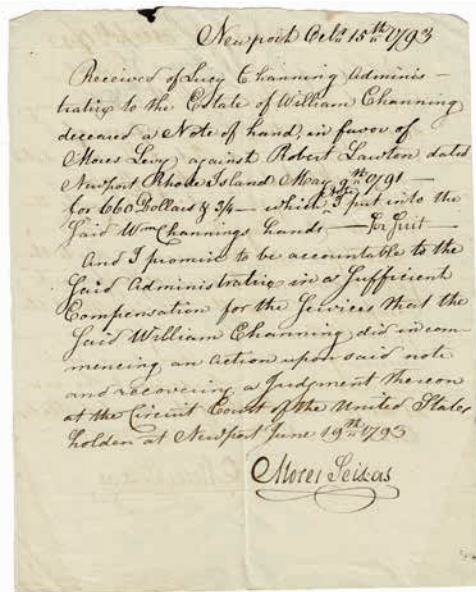 Newport Octr 15th 1793
Received of Lucy Channing Adminis -
tratrix to the Estate of William Channing
deceased a Note of hand, in favor of
Moses Levy against Robert Lawton dated
Newport Rhode Island May 9th 1791 -
for 660 Dollars & 3/4 - which Note I put into the
Said Wm Channings hands - for Suit
And I promise to be accountable to the
Said Administratrix in a Sufficient
Compensation for the Services that the
Said William Channing did in com-
mencing an Action upon said note
and recovering a Judgment thereon
at the Circuit Court of the United States,
holden at Newport June 19th 1793
Moses Seixas